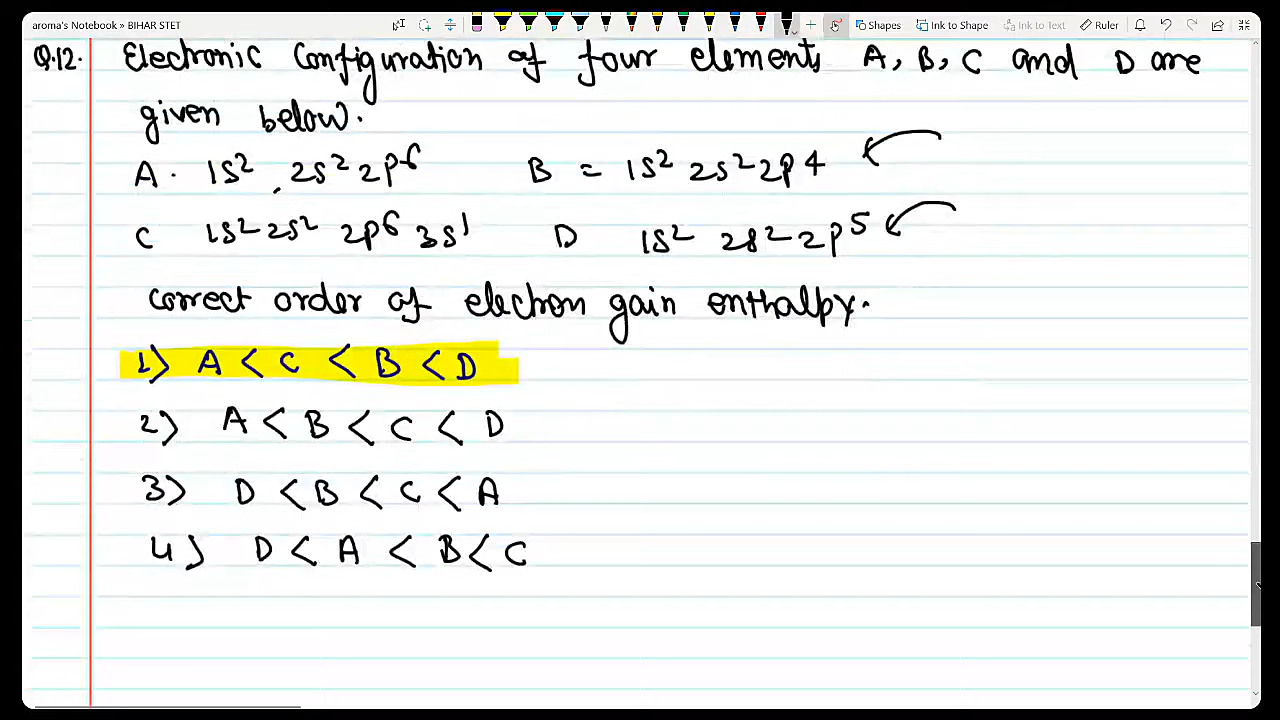 aroma's Notebook » BIHAR STET
Shapes Ink to Shape Ink to Text Ruler
Q.12. Electronic Configuration of four elements A, B, C and D are
given below.
A. 1s² , 2s² 2p⁶ B = 1s² 2s² 2p⁴
C 1s² 2s² 2p⁶ 3s¹ D 1s² 2s² 2p⁵
correct order of electron gain enthalpy.
1) A < C < B < D
2) A < B < C < D
3) D < B < C < A
4) D < A < B < C